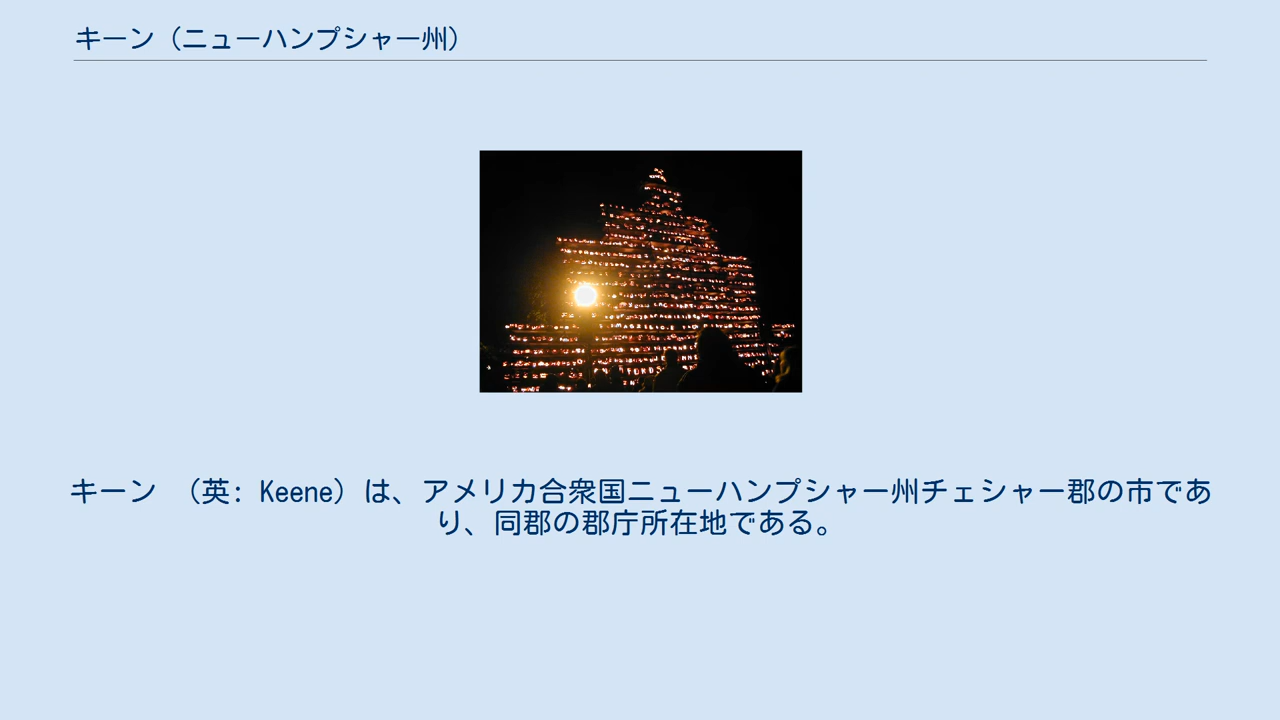 キーン（ニューハンプシャー州）
キーン （英: Keene）は、アメリカ合衆国ニューハンプシャー州チェシャー郡の市であ
り、同郡の郡庁所在地である。